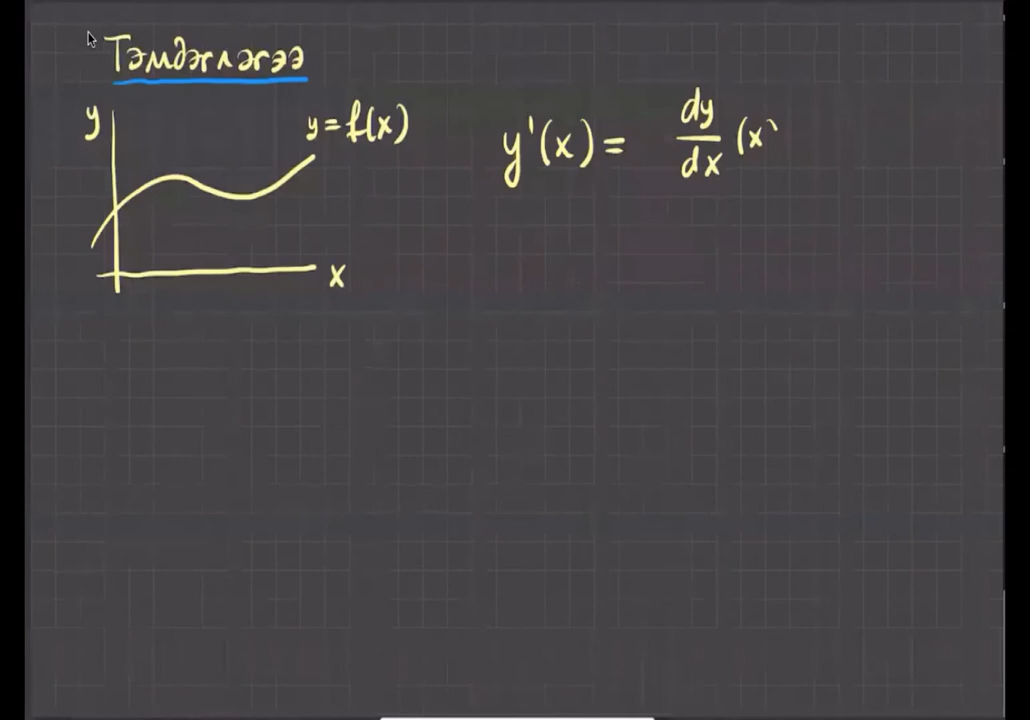 Тэмдэглэгээ
y
y = f(x)
x
y'(x) = dy/dx (x)